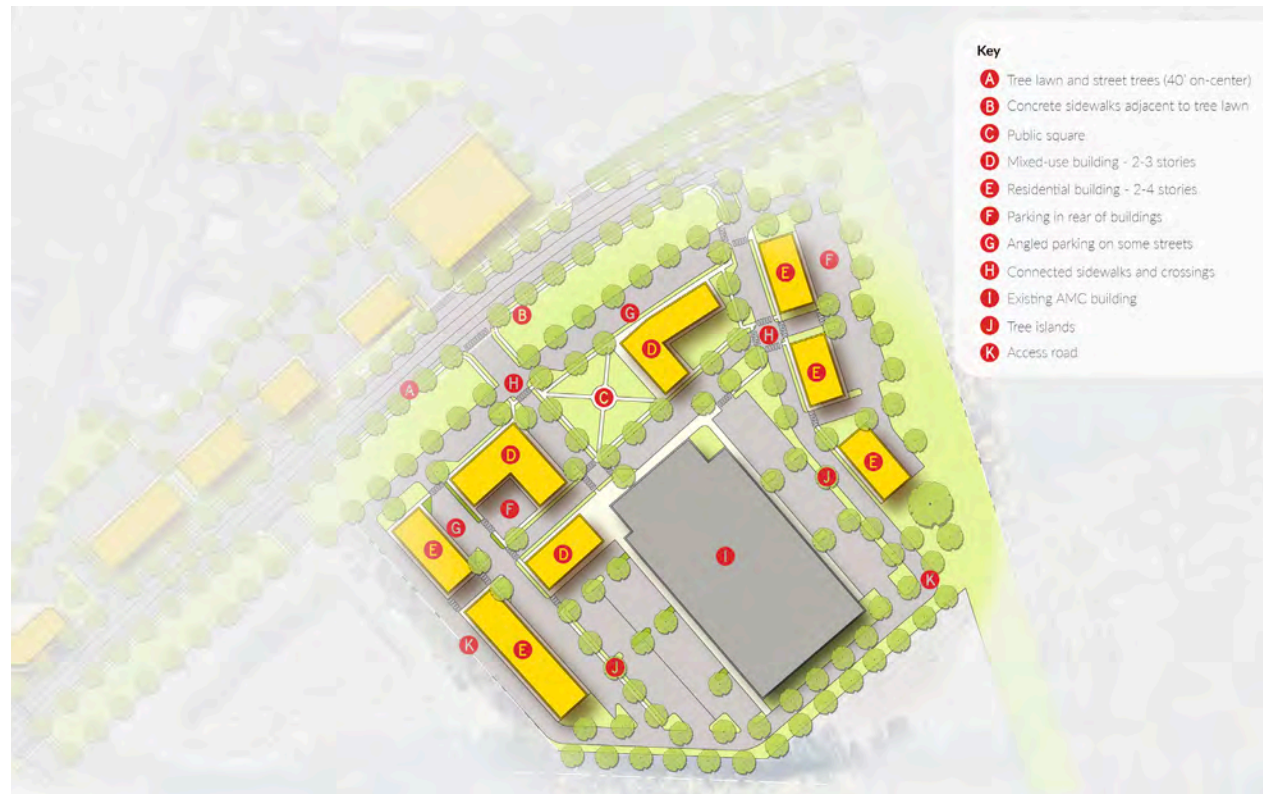 Key
A Tree lawn and street trees (40' on-center)
B Concrete sidewalks adjacent to tree lawn
C Public square
D Mixed-use building - 2-3 stories
E Residential building - 2-4 stories
F Parking in rear of buildings
G Angled parking on some streets
H Connected sidewalks and crossings
I Existing AMC building
J Tree islands
K Access road
E
F
B
G
D
H
E
H
A
C
D
E
J
F
G
E
D
I
K
K
E
J